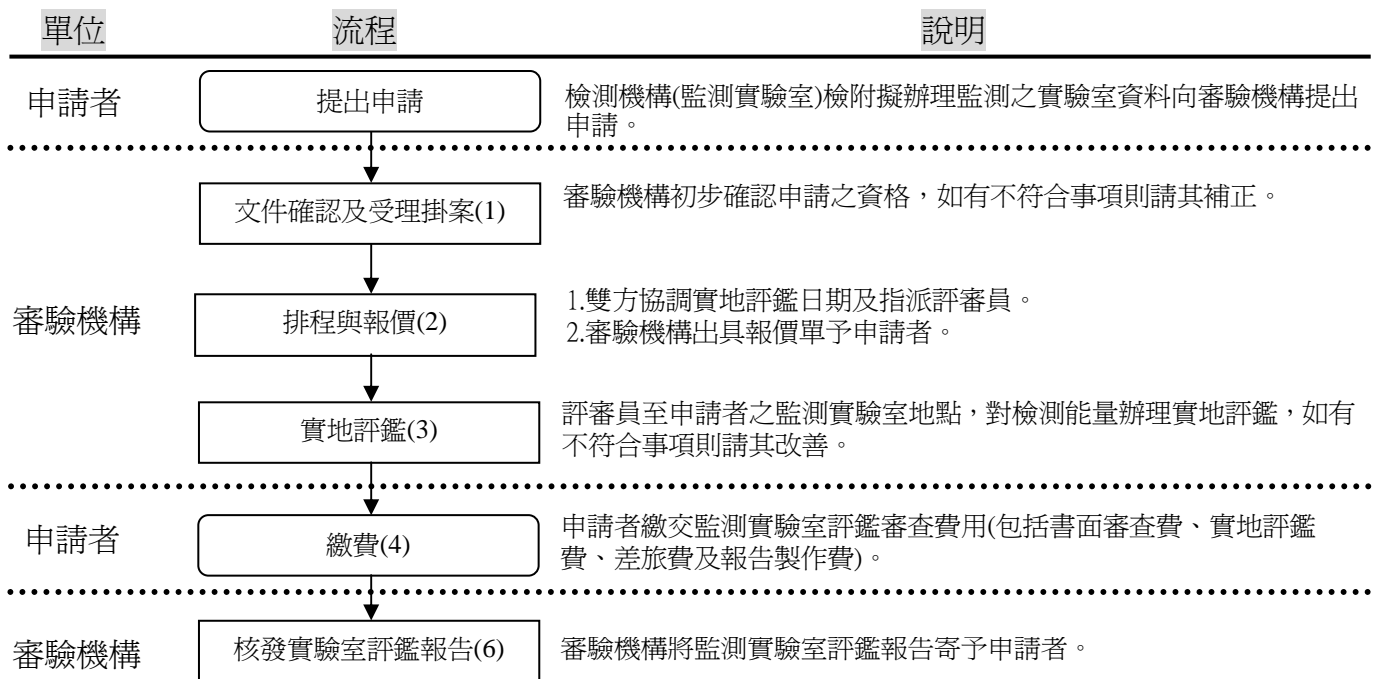 單位 流程 說明
申請者 提出申請 檢測機構(監測實驗室)檢附擬辦理監測之實驗室資料向審驗機構提出
申請。
文件確認及受理掛案(1) 審驗機構初步確認申請之資格，如有不符合事項則請其補正。
審驗機構 排程與報價(2) 1.雙方協調實地評鑑日期及指派評審員。
2.審驗機構出具報價單予申請者。
實地評鑑(3) 評審員至申請者之監測實驗室地點，對檢測能量辦理實地評鑑，如有
不符合事項則請其改善。
申請者 繳費(4) 申請者繳交監測實驗室評鑑審查費用(包括書面審查費、實地評鑑
費、差旅費及報告製作費)。
審驗機構 核發實驗室評鑑報告(6) 審驗機構將監測實驗室評鑑報告寄予申請者。